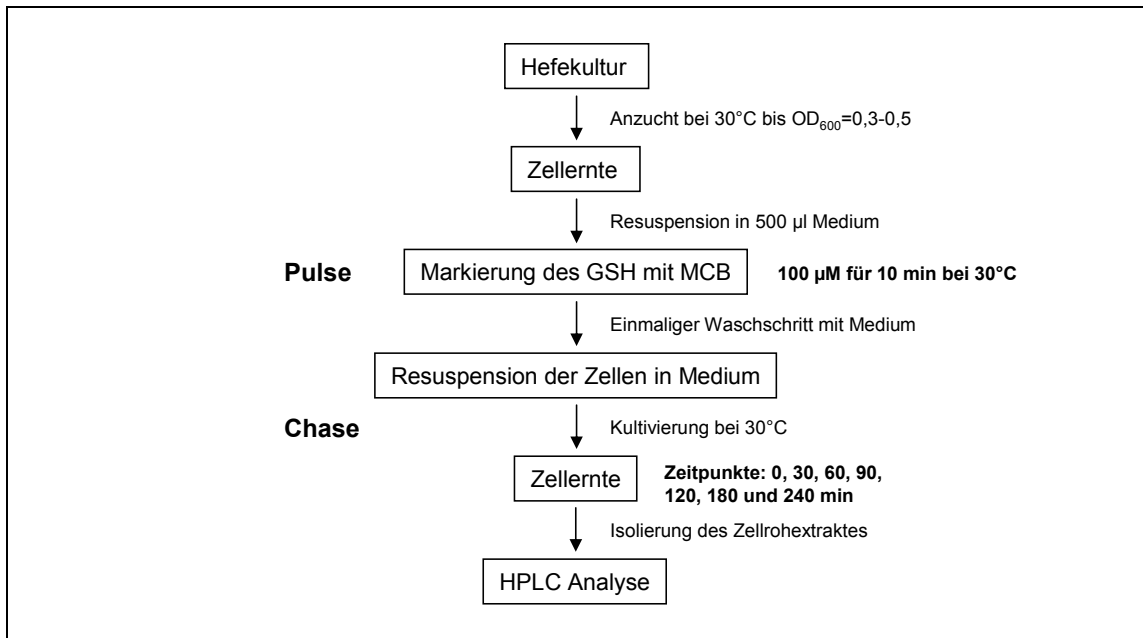 Hefekultur
Anzucht bei 30°C bis OD600=0,3-0,5
Zellernte
Resuspension in 500 µl Medium
Pulse
Markierung des GSH mit MCB
100 µM für 10 min bei 30°C
Einmaliger Waschschritt mit Medium
Resuspension der Zellen in Medium
Chase
Kultivierung bei 30°C
Zellernte
Zeitpunkte: 0, 30, 60, 90,
120, 180 und 240 min
Isolierung des Zellrohextraktes
HPLC Analyse